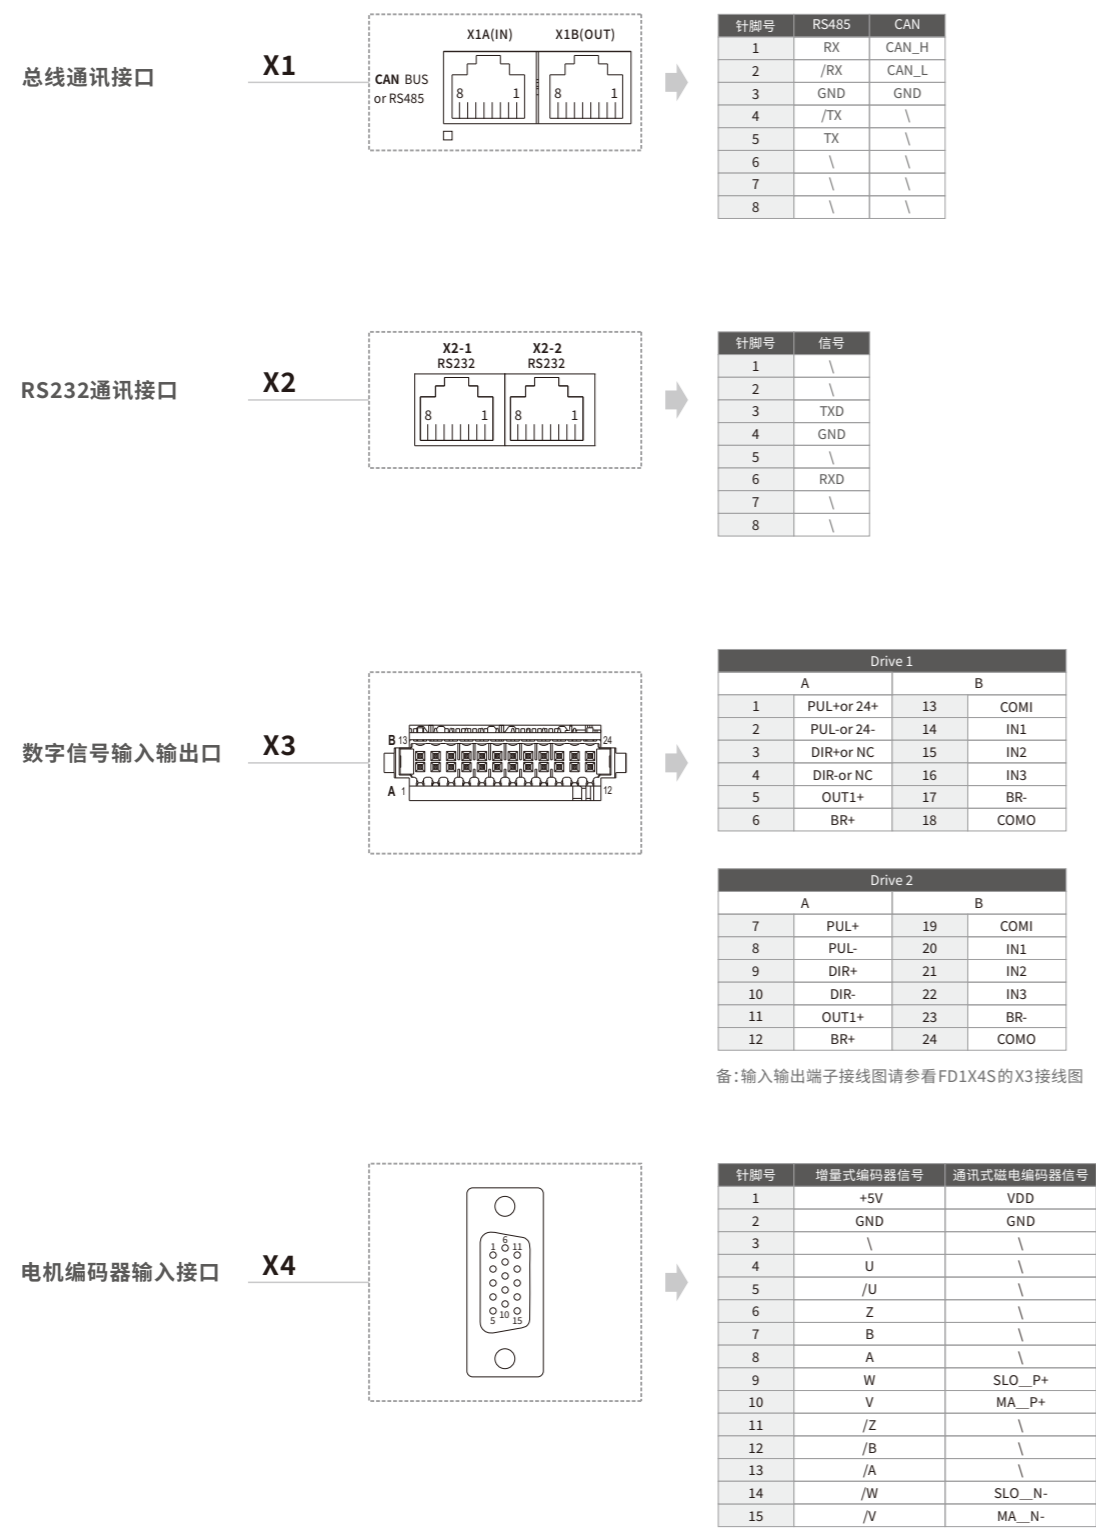 总线通讯接口
X1
X1A(IN) X1B(OUT)
CAN BUS
or RS485
8 1 8 1
针脚号 RS485 CAN
1 RX CAN_H
2 /RX CAN_L
3 GND GND
4 /TX \
5 TX \
6 \ \
7 \ \
8 \ \
RS232通讯接口
X2
X2-1 X2-2
RS232 RS232
8 1 8 1
针脚号 信号
1 \
2 \
3 TXD
4 GND
5 \
6 RXD
7 \
8 \
数字信号输入输出口
X3
B 13 24
A 1 12
Drive 1
A B
1 PUL+or 24+ 13 COMI
2 PUL-or 24- 14 IN1
3 DIR+or NC 15 IN2
4 DIR-or NC 16 IN3
5 OUT1+ 17 BR-
6 BR+ 18 COMO
Drive 2
A B
7 PUL+ 19 COMI
8 PUL- 20 IN1
9 DIR+ 21 IN2
10 DIR- 22 IN3
11 OUT1+ 23 BR-
12 BR+ 24 COMO
备:输入输出端子接线图请参看FD1X4S的X3接线图
电机编码器输入接口
X4
1 6 11
5 10 15
针脚号 增量式编码器信号 通讯式磁电编码器信号
1 +5V VDD
2 GND GND
3 \ \
4 U \
5 /U \
6 Z \
7 B \
8 A \
9 W SLO__P+
10 V MA__P+
11 /Z \
12 /B \
13 /A \
14 /W SLO__N-
15 /V MA__N-